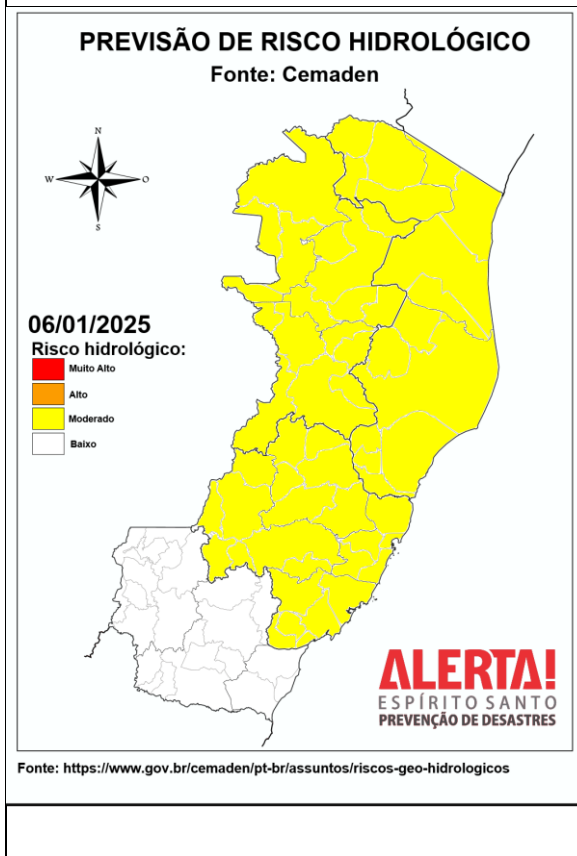 PREVISÃO DE RISCO HIDROLÓGICO
Fonte: Cemaden
N
W
O
S
06/01/2025
Risco hidrológico:
Muito Alto
Alto
Moderado
Baixo
ALERTA!
ESPÍRITO SANTO
PREVENÇÃO DE DESASTRES
Fonte: https://www.gov.br/cemaden/pt-br/assuntos/riscos-geo-hidrologicos